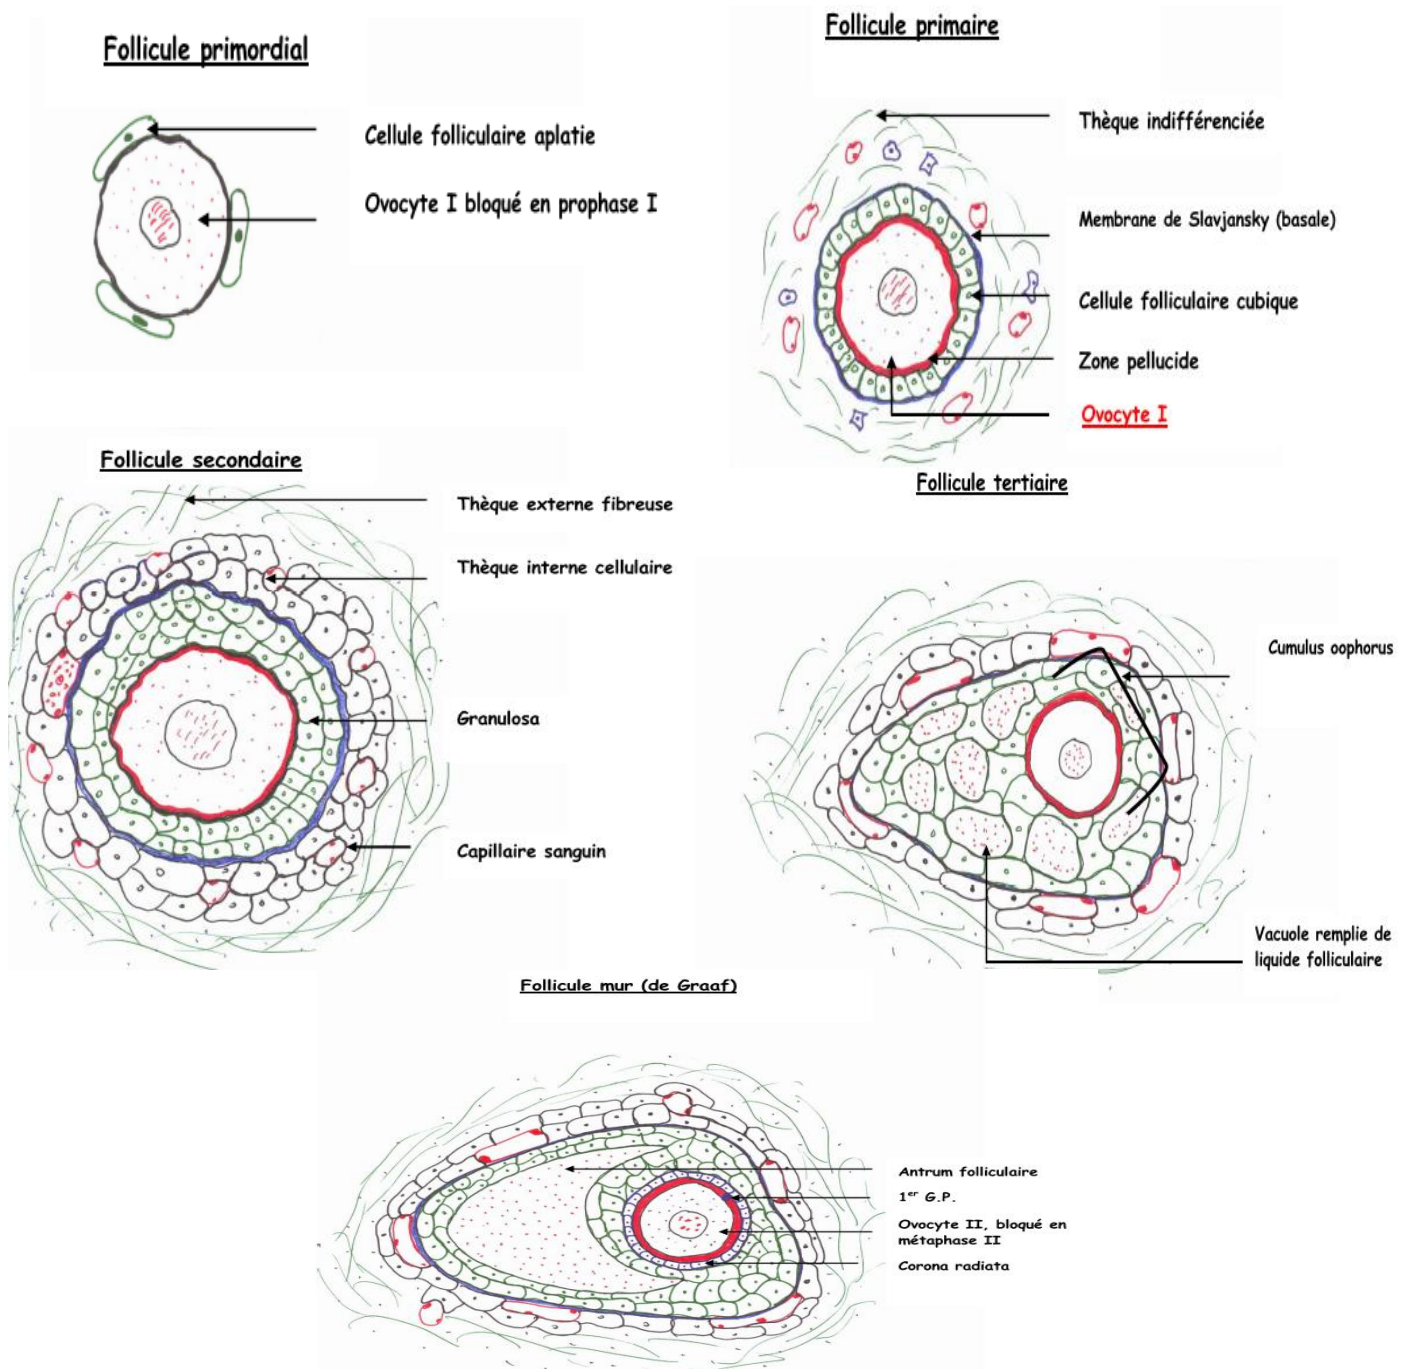 Follicule primordial
Cellule folliculaire aplatie
Ovocyte I bloqué en prophase I
Follicule primaire
Thèque indifférenciée
Membrane de Slavjansky (basale)
Cellule folliculaire cubique
Zone pellucide
Ovocyte I
Follicule secondaire
Thèque externe fibreuse
Thèque interne cellulaire
Granulosa
Capillaire sanguin
Follicule tertiaire
Cumulus oophorus
Vacuole remplie de
liquide folliculaire
Follicule mur (de Graaf)
Antrum folliculaire
1er G.P.
Ovocyte II, bloqué en
métaphase II
Corona radiata